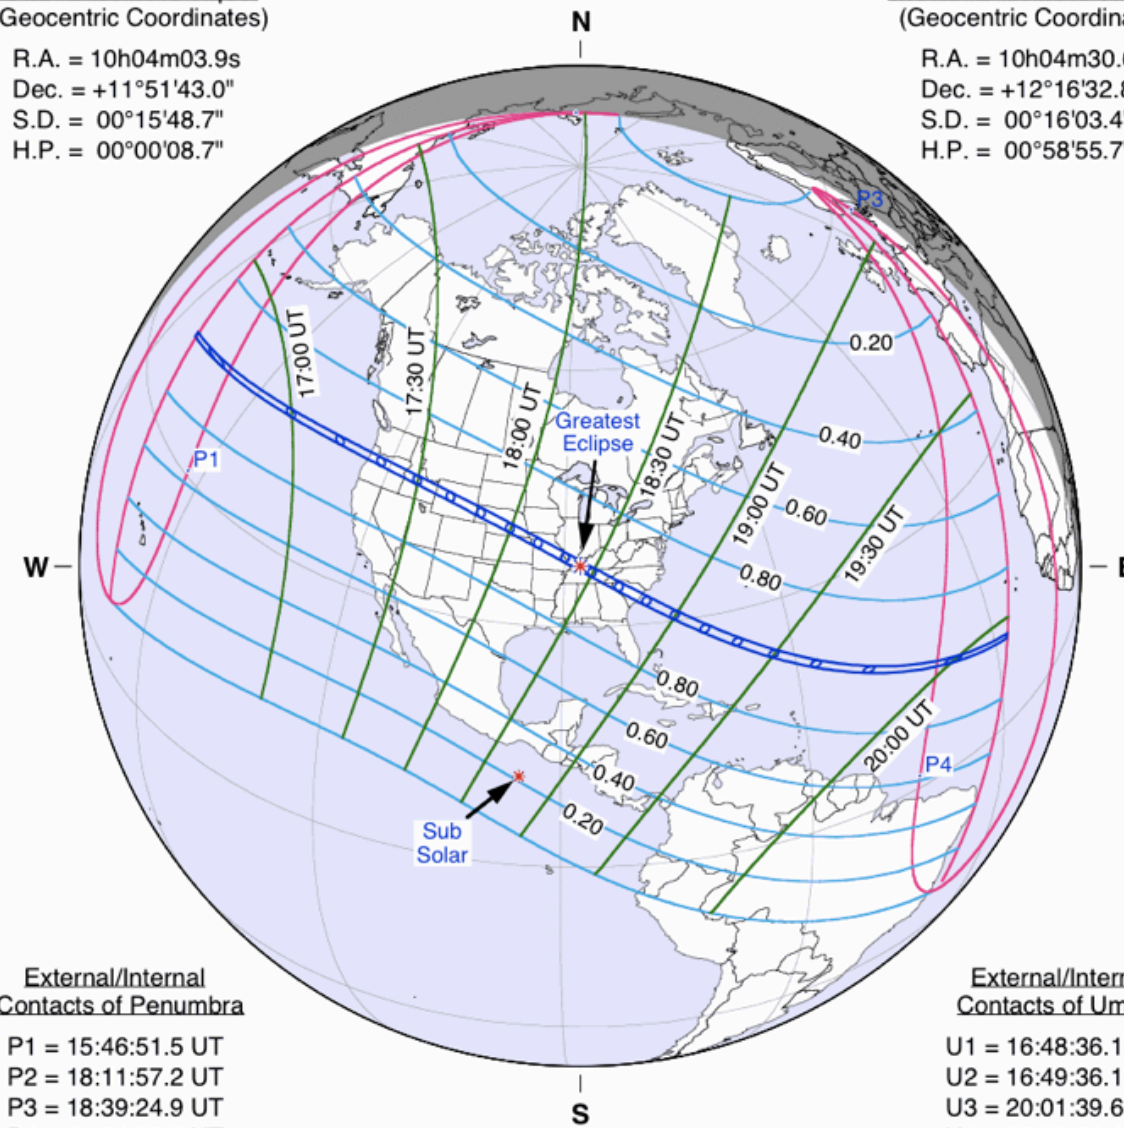 (Geocentric Coordinates)
R.A. = 10h04m03.9s
Dec. = +11°51'43.0"
S.D. = 00°15'48.7"
H.P. = 00°00'08.7"
N
(Geocentric Coordina
R.A. = 10h04m30.
Dec. = +12°16'32.8
S.D. = 00°16'03.4
H.P. = 00°58'55.7
P3
17:00 UT
17:30 UT
18:00 UT
Greatest
Eclipse
18:30 UT
19:00 UT
19:30 UT
20:00 UT
0.20
0.40
0.60
0.80
P1
W
E
0.80
0.60
0.40
0.20
P4
Sub
Solar
External/Internal
Contacts of Penumbra
P1 = 15:46:51.5 UT
P2 = 18:11:57.2 UT
P3 = 18:39:24.9 UT
S
External/Intern
Contacts of Um
U1 = 16:48:36.1
U2 = 16:49:36.1
U3 = 20:01:39.6